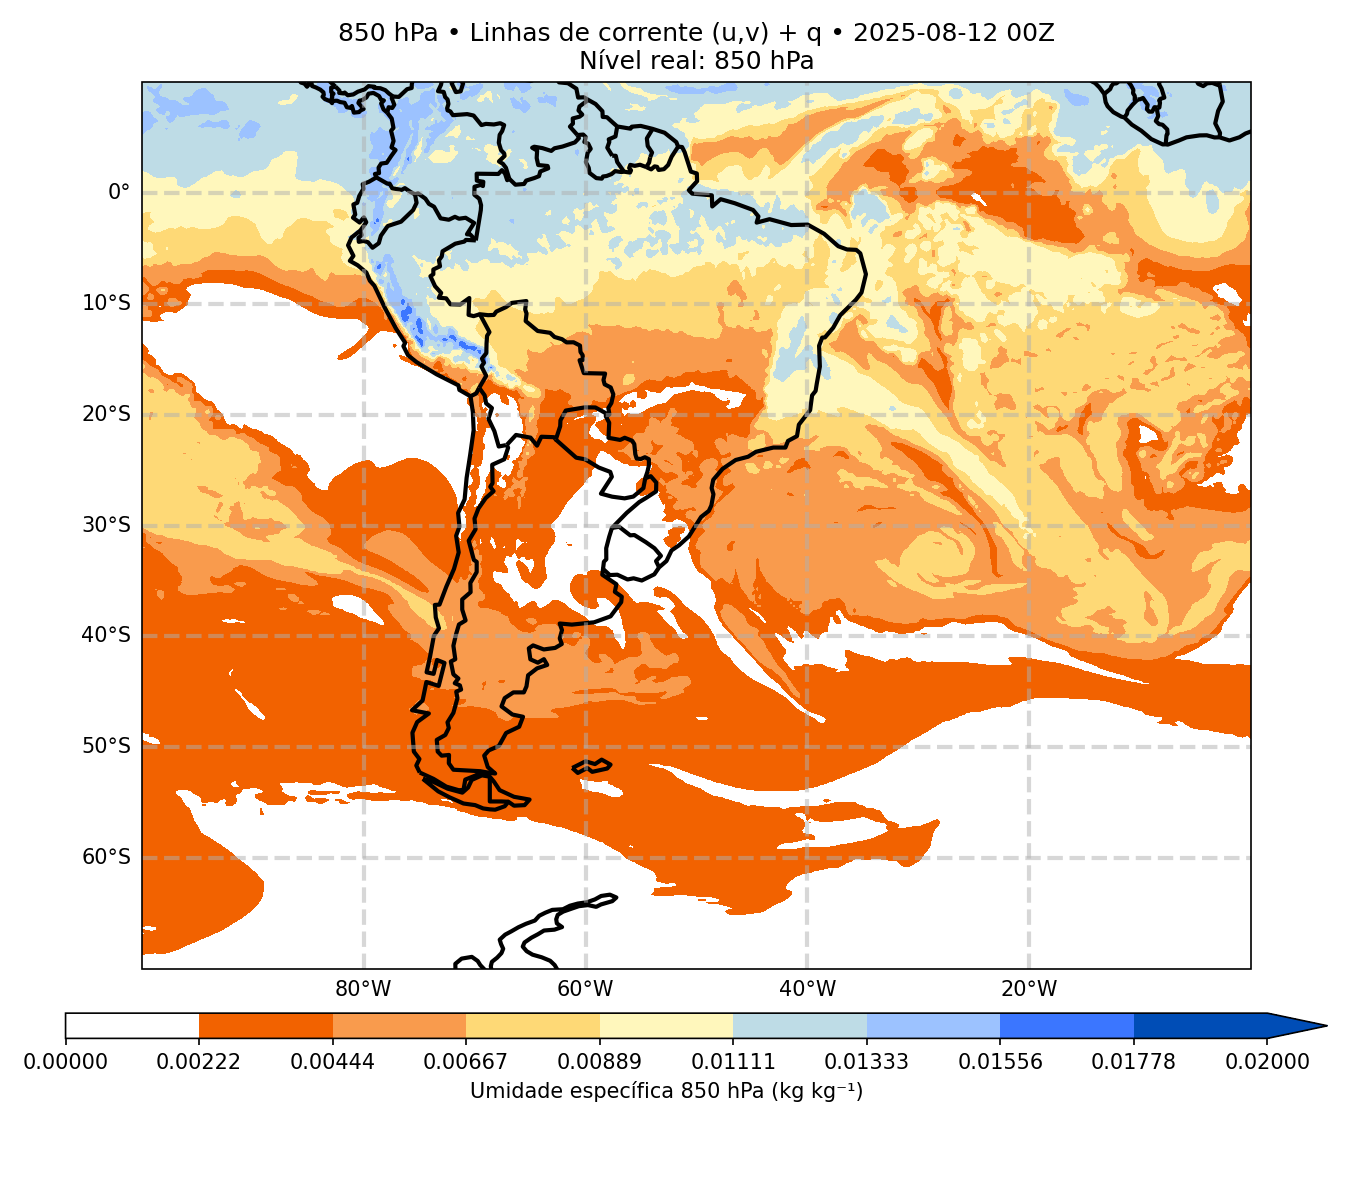 850 hPa • Linhas de corrente (u,v) + q • 2025-08-12 00Z
Nível real: 850 hPa
0°
10°S
20°S
30°S
40°S
50°S
60°S
80°W 60°W 40°W 20°W
0.00000 0.00222 0.00444 0.00667 0.00889 0.01111 0.01333 0.01556 0.01778 0.02000
Umidade específica 850 hPa (kg kg⁻¹)